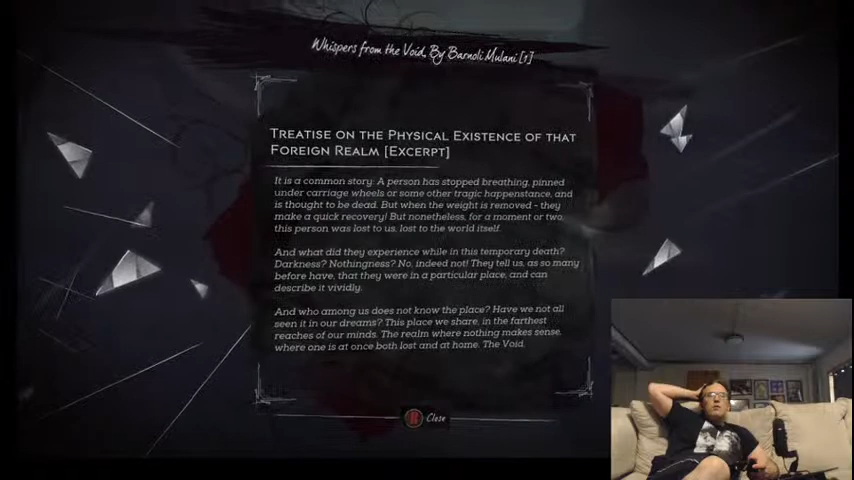 Whispers from the Void, By Barnoli Mulani [1]
Treatise on the Physical Existence of that
Foreign Realm [Excerpt]
It is a common story: A person has stopped breathing, pinned
under carriage wheels or some other tragic happenstance, and
is thought to be dead. But when the weight is removed - they
make a quick recovery! But nonetheless, for a moment or two,
this person was lost to us, lost to the world itself.
And what did they experience while in this temporary death?
Darkness? Nothingness? No, indeed not! They tell us, as so many
before have, that they were in a particular place, and can
describe it vividly.
And who among us does not know the place? Have we not all
seen it in our dreams? This place we share, in the farthest
reaches of our minds. The realm where nothing makes sense,
where one is at once both lost and at home. The Void.
Close